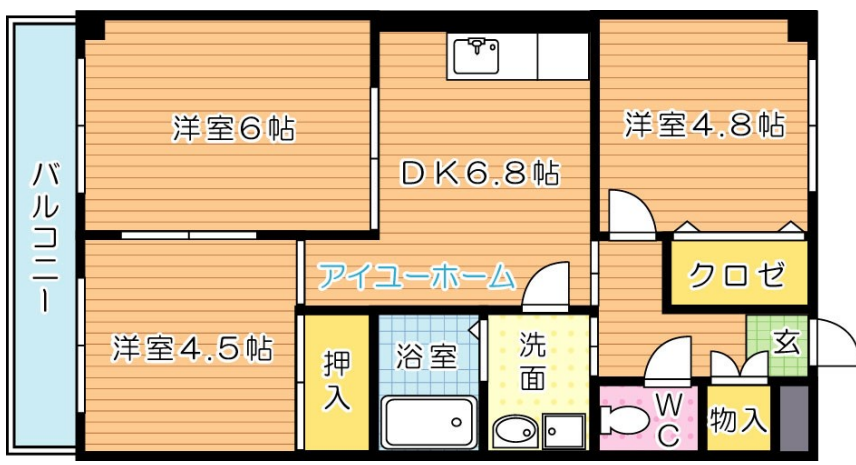 洋室6帖
DK6.8帖
洋室4.8帖
バルコニー
アイユーホーム
クロゼ
洋室4.5帖
押入
浴室
洗面
玄
WC
物入